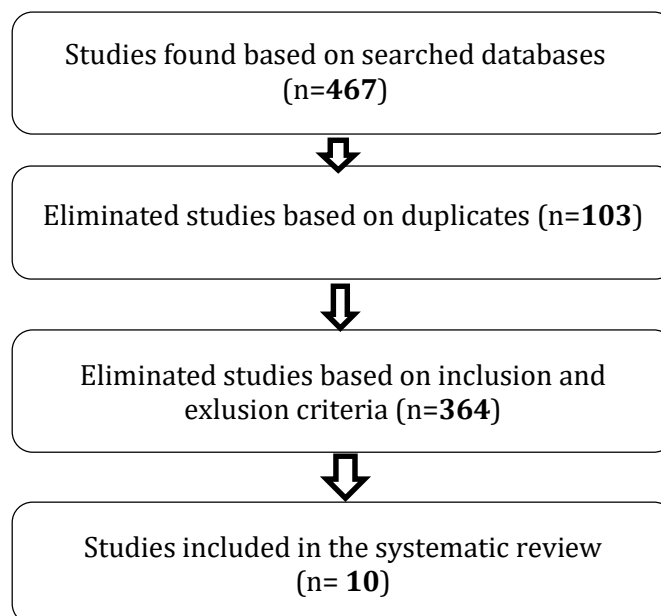 Studies found based on searched databases
(n=467)
Eliminated studies based on duplicates (n=103)
Eliminated studies based on inclusion and
exlusion criteria (n=364)
Studies included in the systematic review
(n= 10)